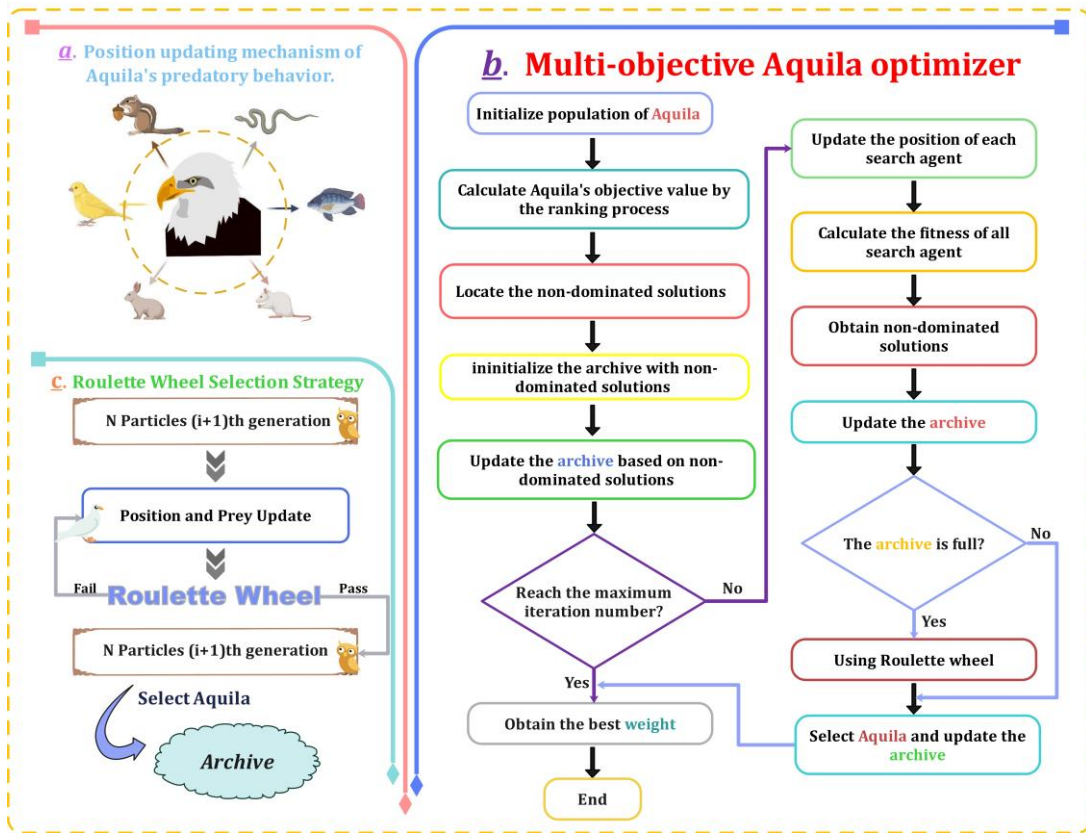 a. Position updating mechanism of
Aquila's predatory behavior.
c. Roulette Wheel Selection Strategy
N Particles (i+1)th generation
Position and Prey Update
Fail
Roulette Wheel
Pass
N Particles (i+1)th generation
Select Aquila
Archive
b. Multi-objective Aquila optimizer
Initialize population of Aquila
Calculate Aquila's objective value by
the ranking process
Locate the non-dominated solutions
ininitialize the archive with non-
dominated solutions
Update the archive based on non-
dominated solutions
Reach the maximum
iteration number?
No
Yes
Obtain the best weight
End
Update the position of each
search agent
Calculate the fitness of all
search agent
Obtain non-dominated
solutions
Update the archive
The archive is full?
No
Yes
Using Roulette wheel
Select Aquila and update the
archive